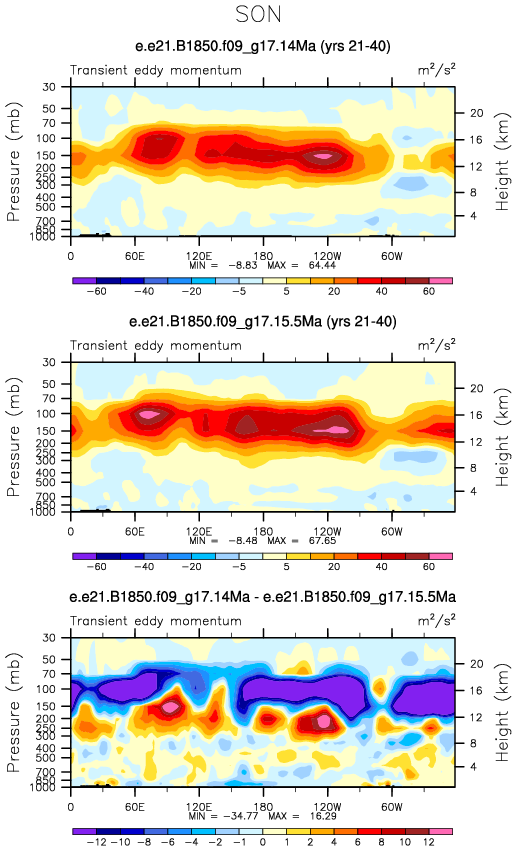 SON
e.e21.B1850.f09_g17.14Ma (yrs 21-40)
Transient eddy momentum m²/s²
30
50
70
100
150
200
250
300
400
500
700
850
1000
Pressure (mb)
20
16
12
8
4
Height (km)
0 60E 120E 180 120W 60W
MIN = -8.83 MAX = 64.44
-60 -40 -20 -5 5 20 30 40 60
e.e21.B1850.f09_g17.15.5Ma (yrs 21-40)
Transient eddy momentum m²/s²
30
50
70
100
150
200
250
300
400
500
700
850
1000
Pressure (mb)
20
16
12
8
4
Height (km)
0 60E 120E 180 120W 60W
MIN = -8.48 MAX = 67.65
-60 -40 -20 -5 5 20 30 40 60
e.e21.B1850.f09_g17.14Ma - e.e21.B1850.f09_g17.15.5Ma
Transient eddy momentum m²/s²
30
50
70
100
150
200
250
300
400
500
700
850
1000
Pressure (mb)
20
16
12
8
4
Height (km)
0 60E 120E 180 120W 60W
MIN = -34.77 MAX = 16.29
-12 -10 -8 -6 -4 -2 -1 0 1 2 4 6 8 10 12